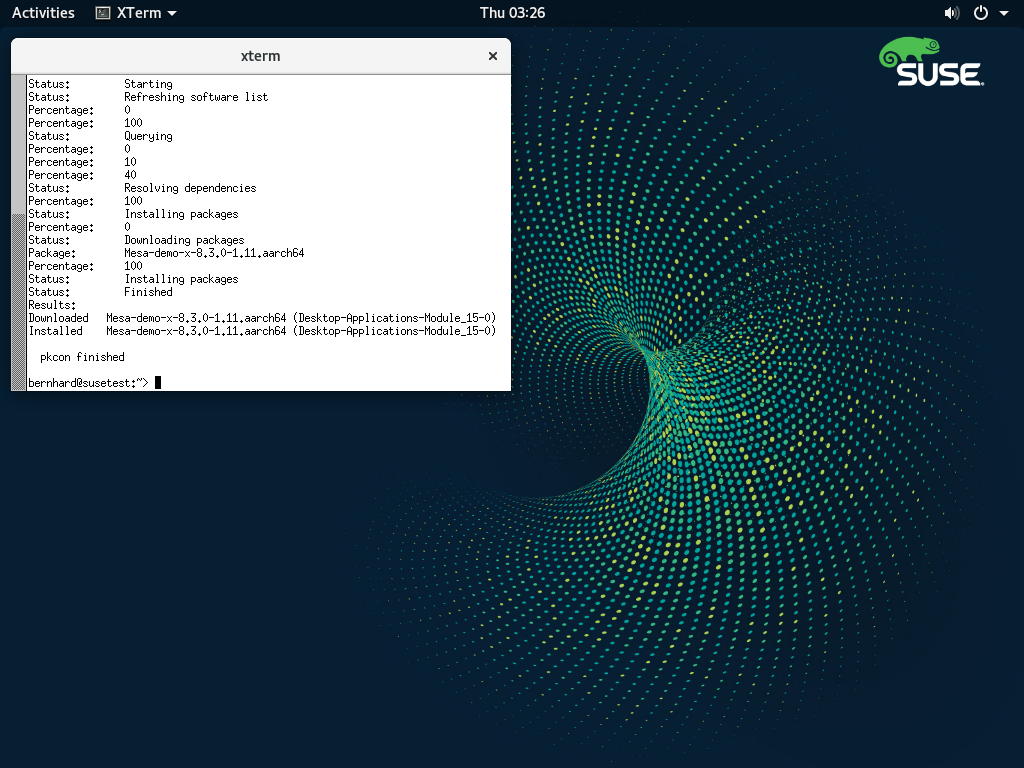 Activities XTerm Thu 03:26
SUSE
xterm
Status: Starting
Status: Refreshing software list
Percentage: 0
Percentage: 100
Status: Querying
Percentage: 0
Percentage: 10
Percentage: 40
Status: Resolving dependencies
Percentage: 100
Status: Installing packages
Percentage: 0
Status: Downloading packages
Package: Mesa-demo-x-8.3.0-1.11.aarch64
Percentage: 100
Status: Installing packages
Status: Finished
Results:
Downloaded Mesa-demo-x-8.3.0-1.11.aarch64 (Desktop-Applications-Module_15-0)
Installed Mesa-demo-x-8.3.0-1.11.aarch64 (Desktop-Applications-Module_15-0)
pkcon finished
bernhard@susetest:~>